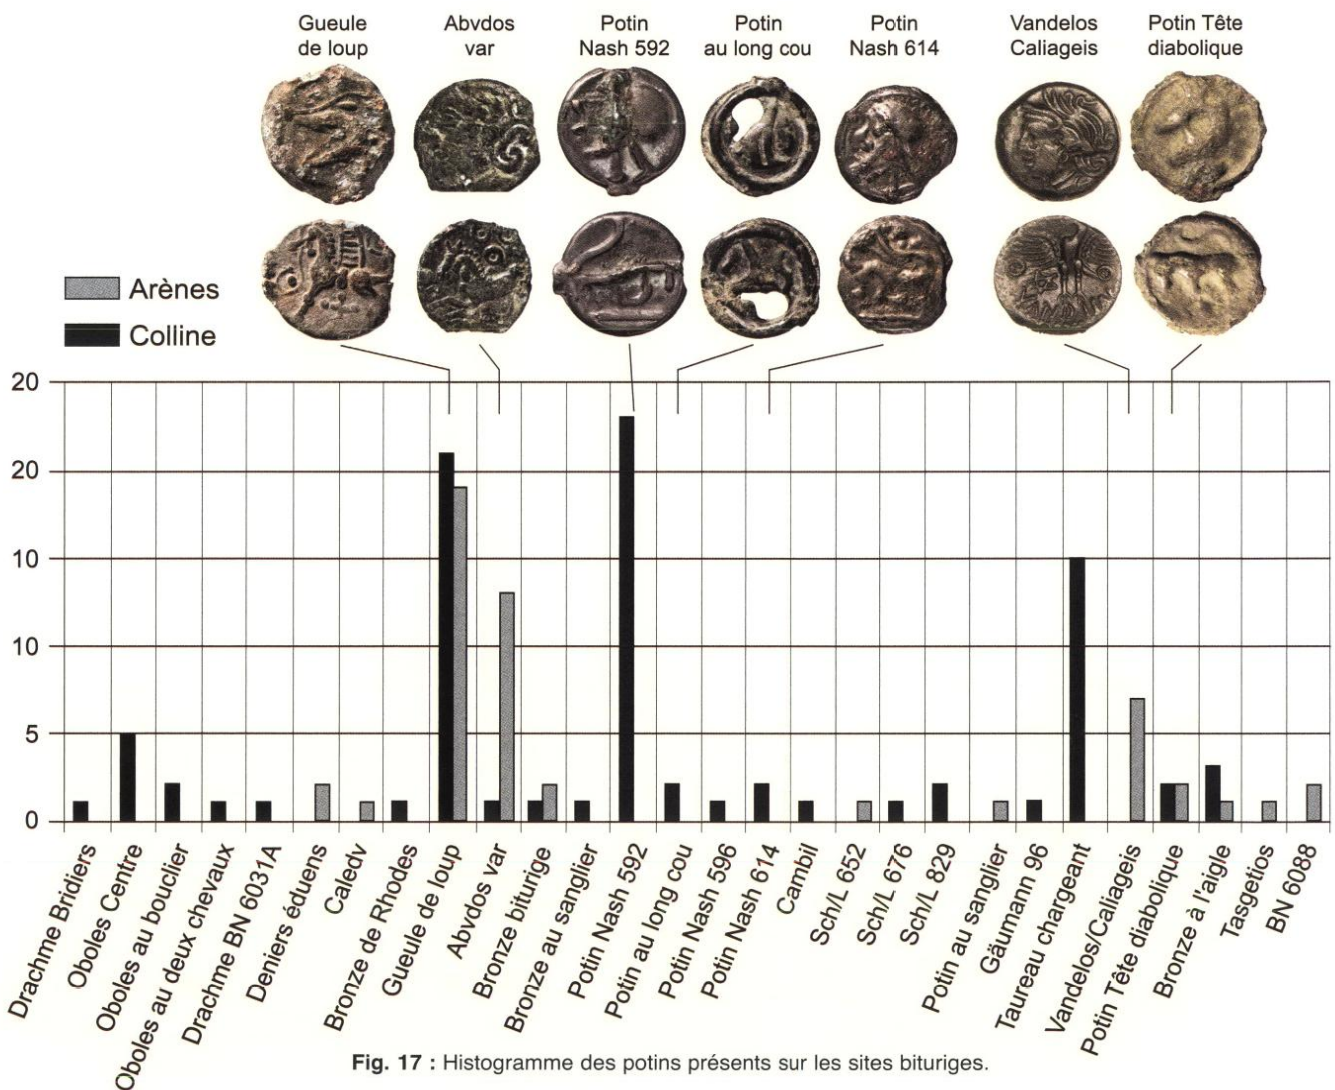 Gueule
de loup
Abvdos
var
Potin
Nash 592
Potin
au long cou
Potin
Nash 614
Vandelos
Caliageis
Potin Tête
diabolique
Arènes
Colline
20
20
10
10
5
0
Drachme Bridiers
Oboles Centre
Oboles au bouclier
Oboles au deux chevaux
Drachme BN 6031A
Deniers éduens
Caledv
Bronze de Rhodes
Gueule de loup
Abvdos var
Bronze biturige
Bronze au sanglier
Potin Nash 592
Potin au long cou
Potin Nash 596
Potin Nash 614
Cambil
Sch/L 652
Sch/L 676
Sch/L 829
Potin au sanglier
Gäumann 96
Taureau chargeant
Vandelos/Caliageis
Potin Tête diabolique
Bronze à l'aigle
Tasgetios
BN 6088
Fig. 17 : Histogramme des potins présents sur les sites bituriges.